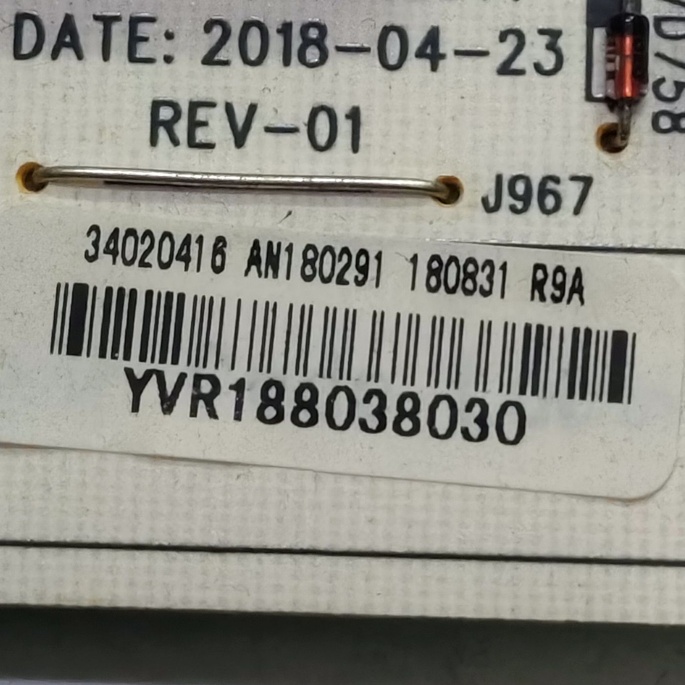 DATE: 2018-04-23
REV-01
J967
34020416 AN180291 180831 R9A
YVR188038030